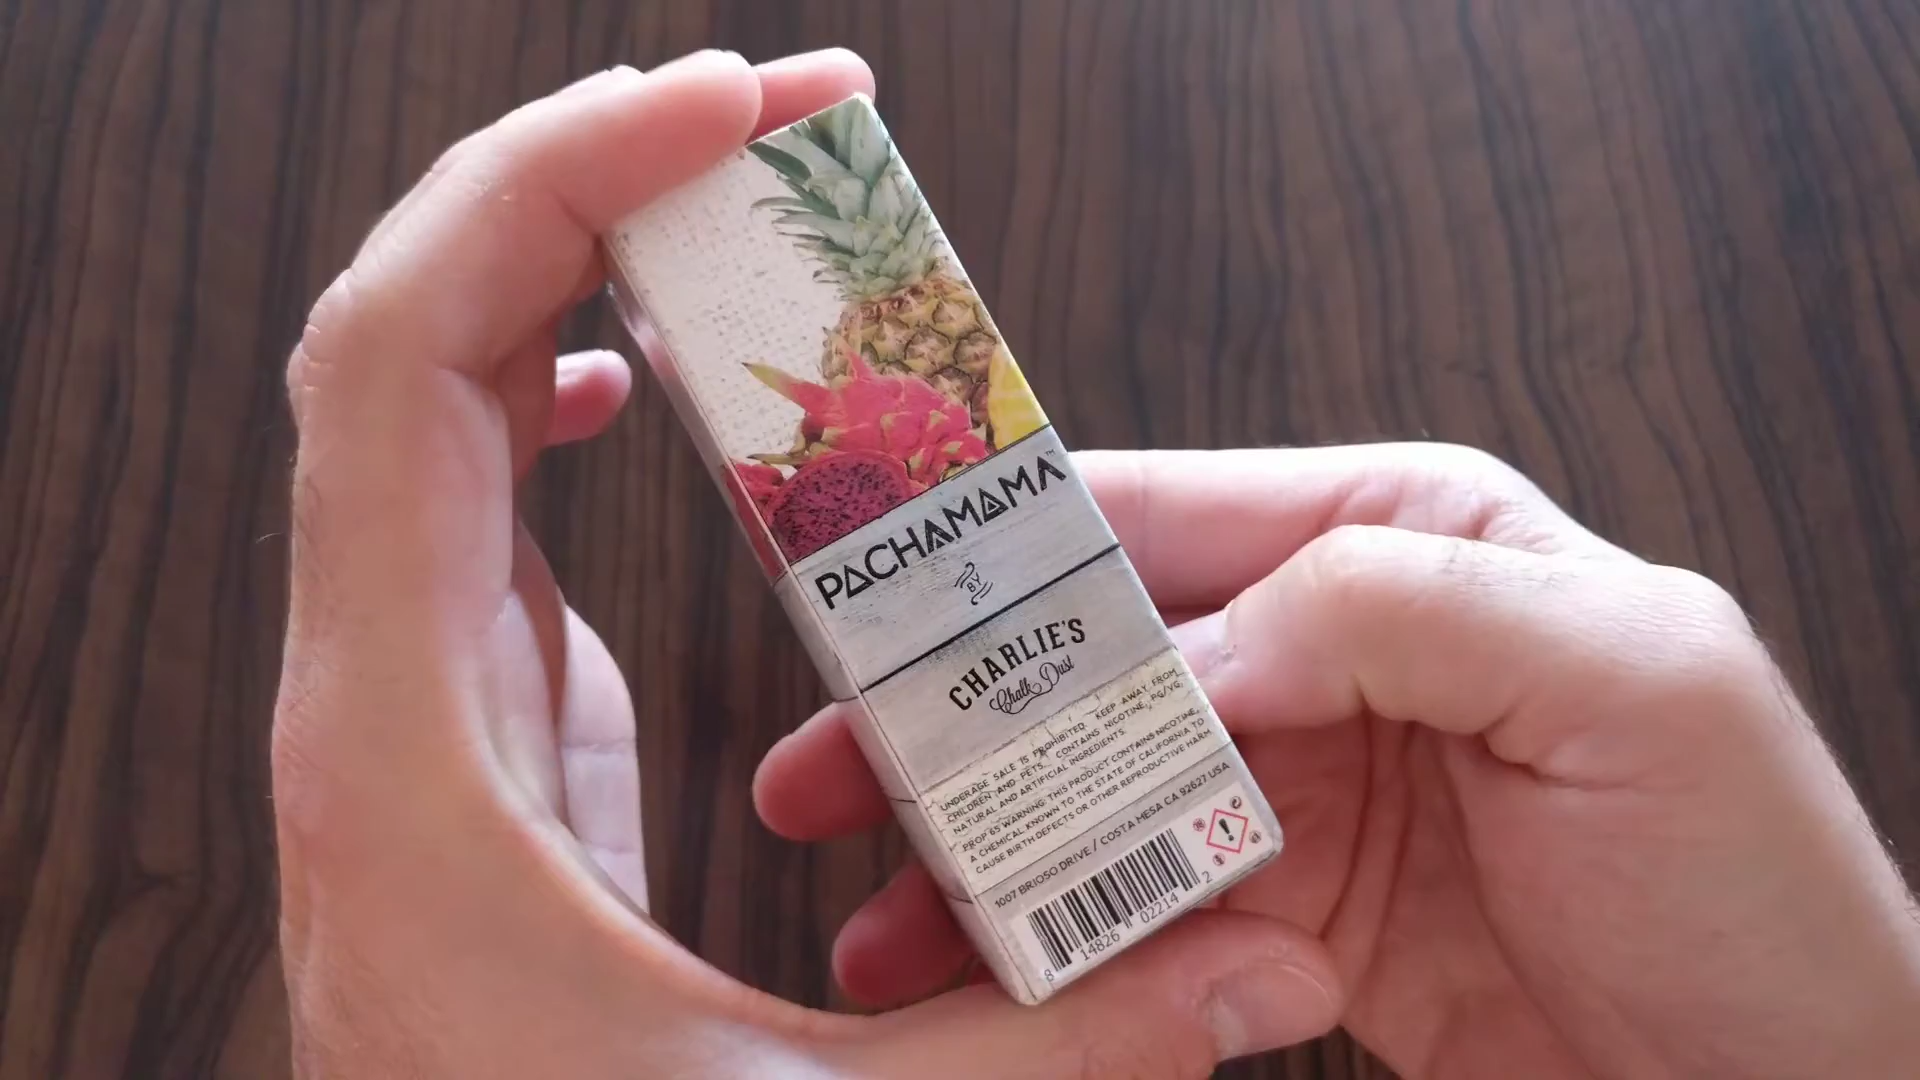 PACHAMAMA™
BY
CHARLIE'S
Chalk Dust
UNDERAGE SALE IS PROHIBITED. KEEP AWAY FROM
CHILDREN AND PETS. CONTAINS NICOTINE, PG/VG,
NATURAL AND ARTIFICIAL INGREDIENTS.
PROP 65 WARNING: THIS PRODUCT CONTAINS NICOTINE,
A CHEMICAL KNOWN TO THE STATE OF CALIFORNIA TO
CAUSE BIRTH DEFECTS OR OTHER REPRODUCTIVE HARM.
1007 BRIOSO DRIVE / COSTA MESA CA 92627 USA
8 14826 02214 2